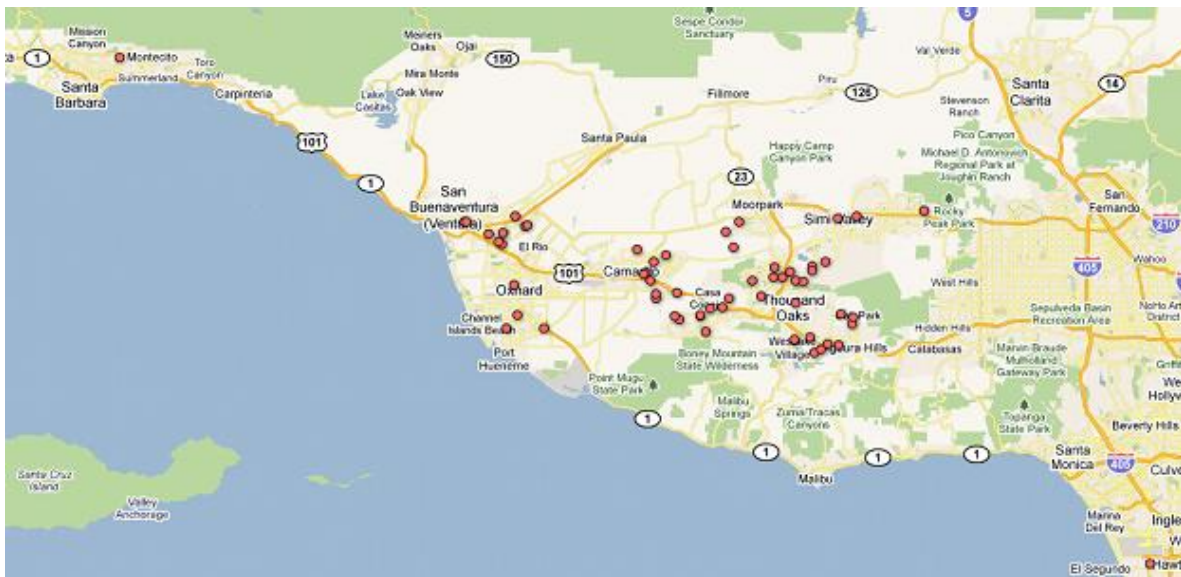 Sespe Condor
Sanctuary
5
Mission
Canyon
Meiners
Oaks
Ojai
1
Montecito
Toro
Canyon
150
Val Verde
Summerland
Mira Monte
Piru
Santa
Barbara
Carpinteria
Lake
Casitas
Oak View
Fillmore
126
Santa
Clarita
14
Stevenson
Ranch
101
Santa Paula
Pico Canyon
Happy Camp
Canyon Park
Michael D. Antonovich
Regional Park at
Joughin Ranch
1
23
San
Buenaventura
(Ventura)
Moorpark
Simi Valley
Rocky
Peak Park
San
Fernando
210
El Rio
101
Camarillo
405
Wahoo
Oxnard
Casa
Thousand
Oaks
West Hills
Channel
Islands Beach
Park
Hidden Hills
Sepulveda Basin
Recreation Area
NoHo Arts
District
Port
Hueneme
Boney Mountain
State Wilderness
Westlake
Village
Agoura Hills
Calabasas
Marvin Braude
Mulholland
Gateway Park
Point Mugu
State Park
Malibu
Springs
Zuma/Trancas
Canyons
Topanga
State Park
We
Hollyw
Beverly Hills
1
1
1
1
Santa
Monica
405
Culve
Santa Cruz
Island
Malibu
Valley
Anchorage
Marina
Del Rey
Ingle
El Segundo
Hawt